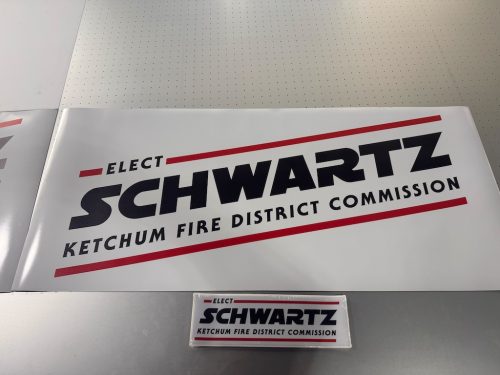 ELECT
SCHWARTZ
KETCHUM FIRE DISTRICT COMMISSION
ELECT
SCHWARTZ
KETCHUM FIRE DISTRICT COMMISSION